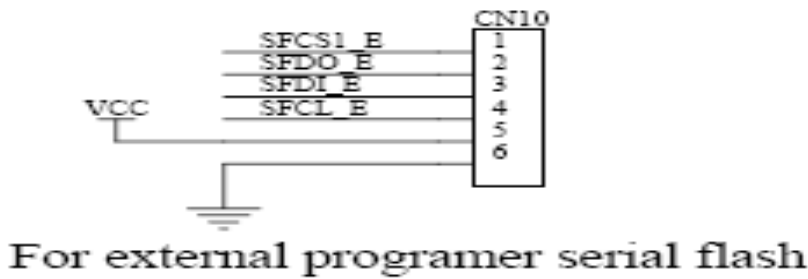 CN10
SFCS1_E 1
SFDO_E 2
SFDI_E 3
SFCL_E 4
VCC 5
6
For external programer serial flash